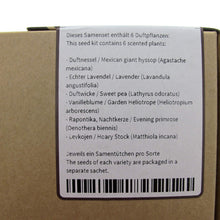 Dieses Samenset enthält 6 Duftpflanzen:
This seed kit contains 6 scented plants:
- Duftnessel / Mexican giant hyssop (Agastache
mexicana)
- Echter Lavendel / Lavender (Lavandula
angustifolia)
- Duftwicke / Sweet pea (Lathyrus odoratus)
- Vanilleblume / Garden Heliotrope (Heliotropium
arborescens)
- Rapontika, Nachtkerze / Evening primrose
(Oenothera biennis)
- Levkojen / Hoary Stock (Matthiola incana)
Jeweils ein Samentütchen pro Sorte
The seeds of each variety are packaged in a
separate sachet.